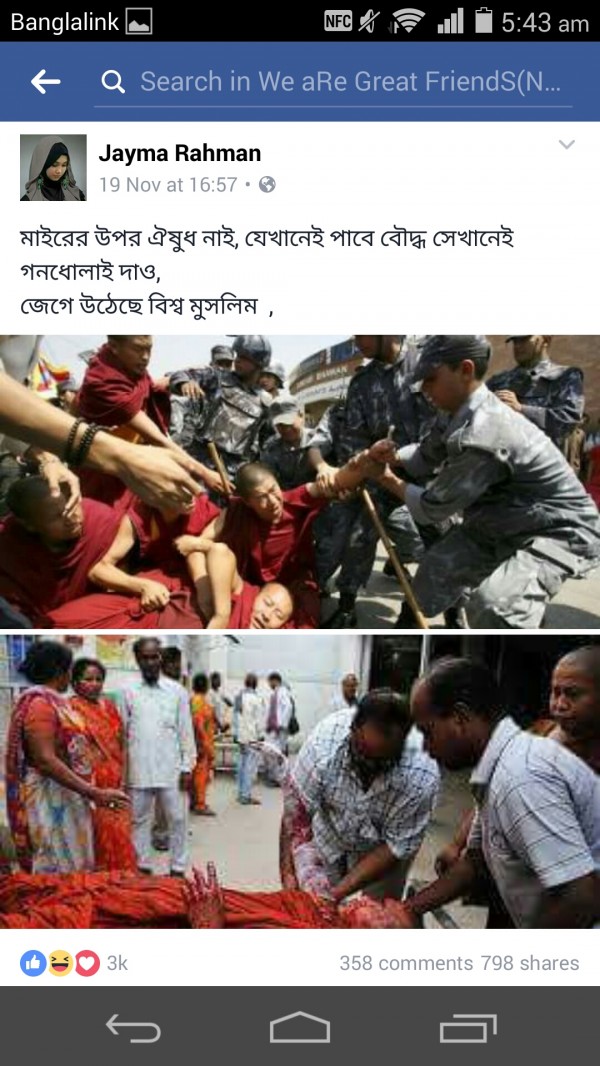 Banglalink
NFC
5:43 am
Search in We aRe Great FriendS(N...
Jayma Rahman
19 Nov at 16:57 •
মাইরের উপর ঐষুধ নাই, যেখানেই পাবে বৌদ্ধ সেখানেই
গনধোলাই দাও,
জেগে উঠেছে বিশ্ব মুসলিম ,
3k
358 comments 798 shares